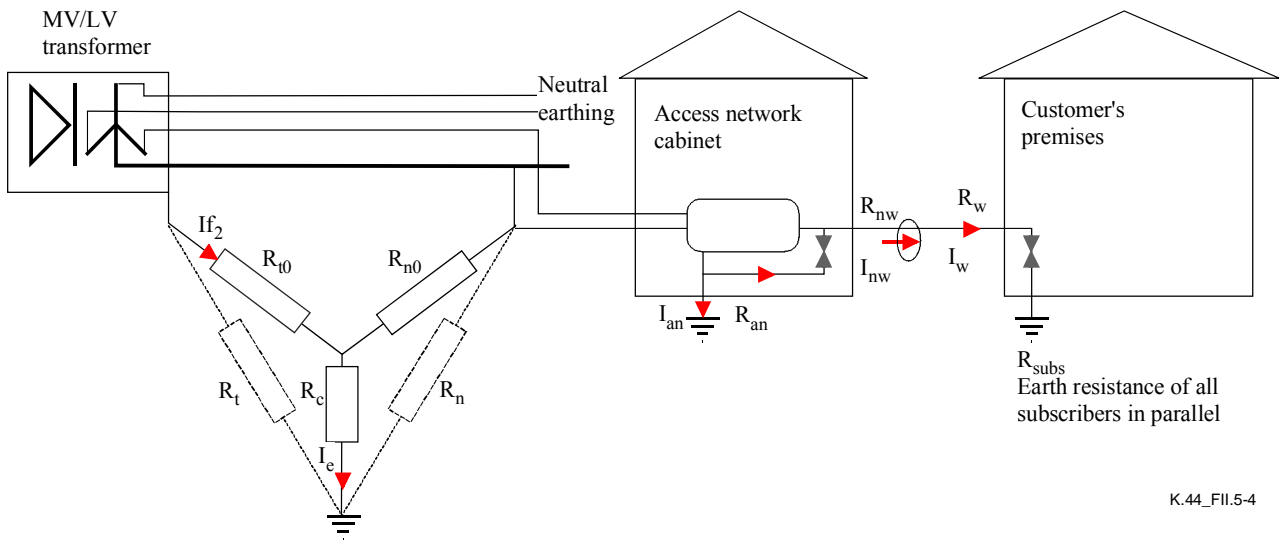 MV/LV
transformer
Neutral
earthing
Access network
cabinet
Customer's
premises
If2
Rt0
Rn0
Rnw
Rw
Inw
Iw
Ian
Ran
Rt
Rc
Rn
Ie
Rsubs
Earth resistance of all
subscribers in parallel
K.44_FII.5-4